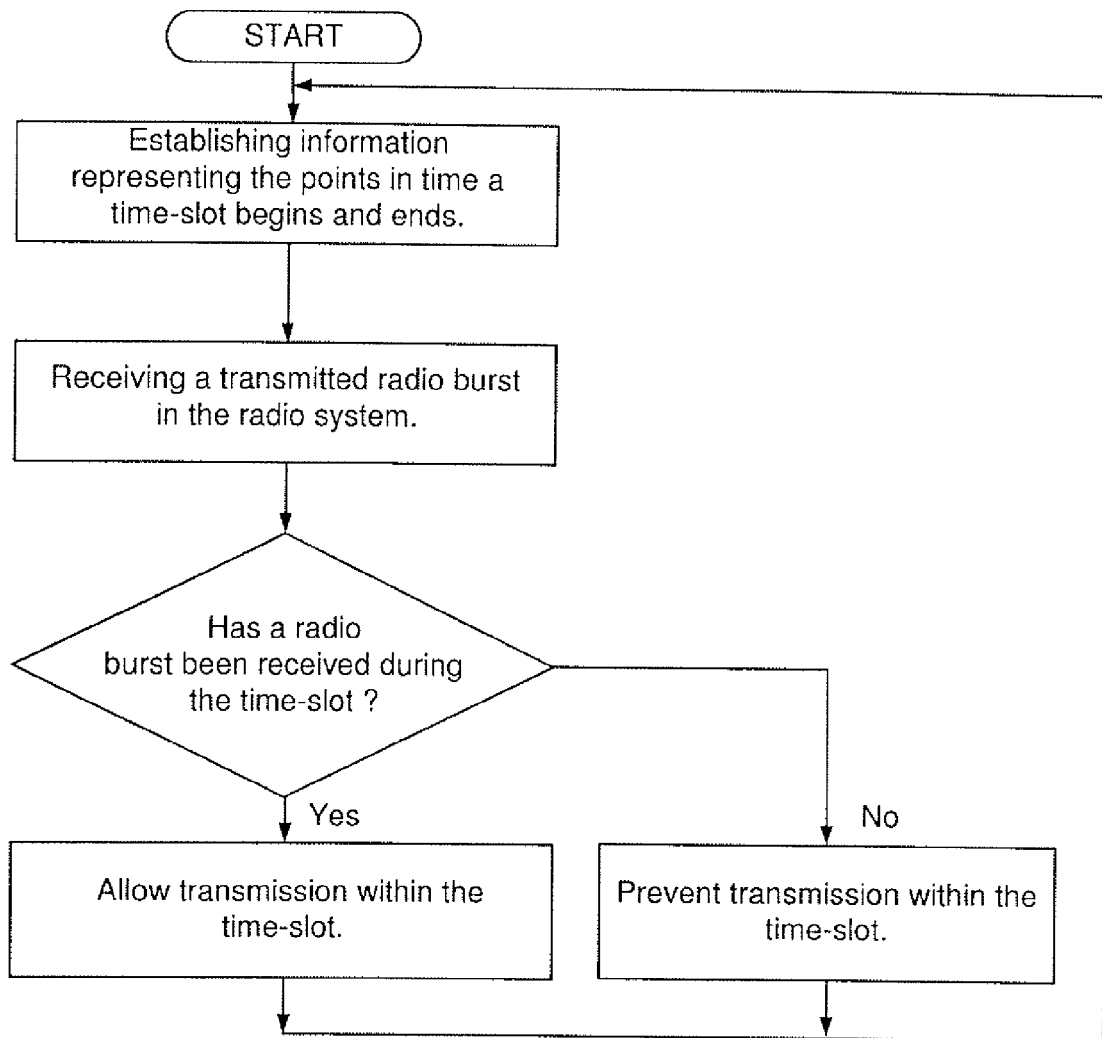 START
Establishing information
representing the points in time a
time-slot begins and ends.
Receiving a transmitted radio burst
in the radio system.
Has a radio
burst been received during
the time-slot ?
Yes
No
Allow transmission within the
time-slot.
Prevent transmission within the
time-slot.